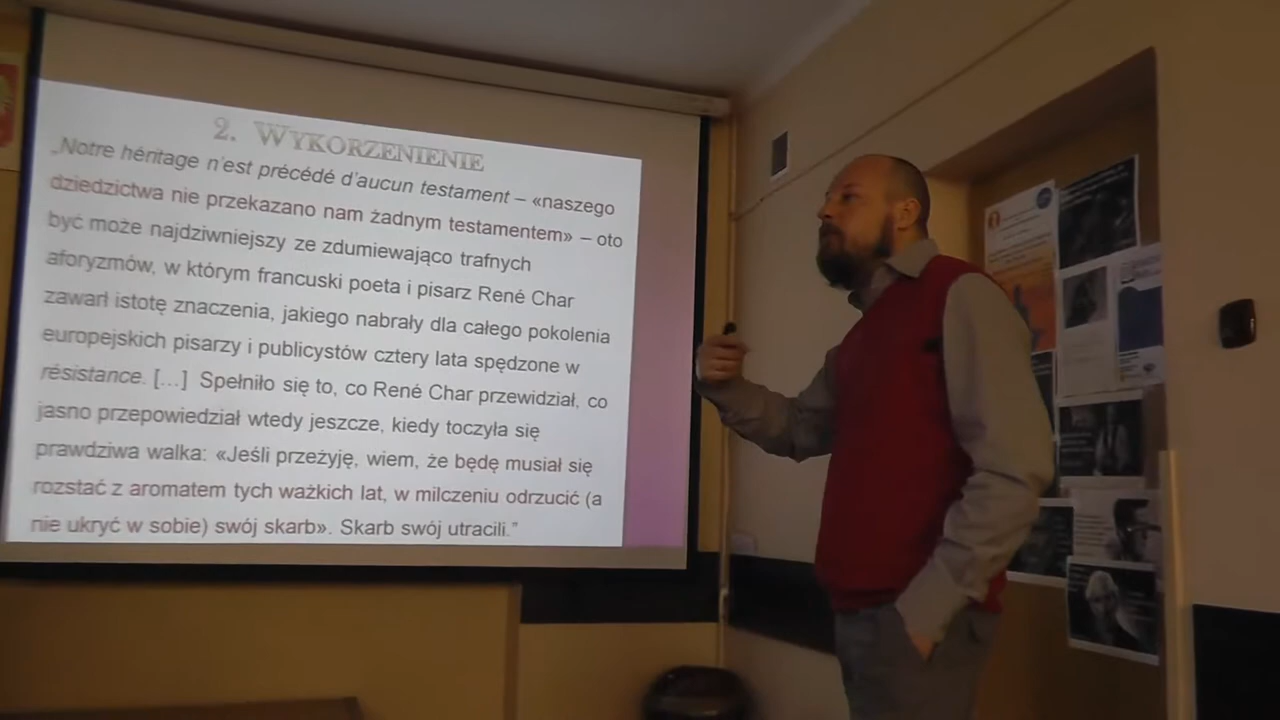 2. WYKORZENIENIE
„Notre héritage n'est précédé d'aucun testament – «naszego
dziedzictwa nie przekazano nam żadnym testamentem» – oto
być może najdziwniejszy ze zdumiewająco trafnych
aforyzmów, w którym francuski poeta i pisarz René Char
zawarł istotę znaczenia, jakiego nabrały dla całego pokolenia
europejskich pisarzy i publicystów cztery lata spędzone w
résistance. […] Spełniło się to, co René Char przewidział, co
jasno przepowiedział wtedy jeszcze, kiedy toczyła się
prawdziwa walka: «Jeśli przeżyję, wiem, że będę musiał się
rozstać z aromatem tych ważkich lat, w milczeniu odrzucić (a
nie ukryć w sobie) swój skarb». Skarb swój utracili."